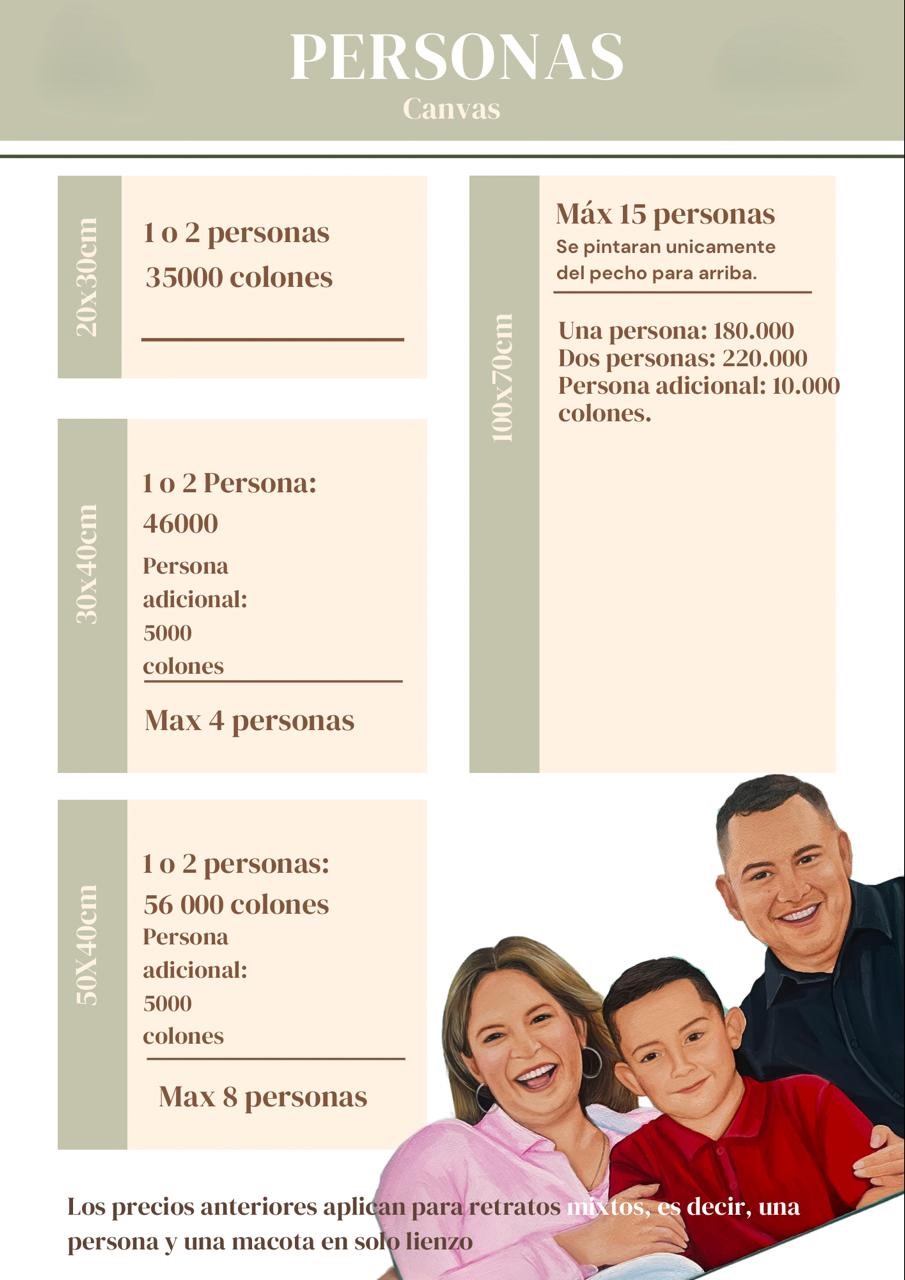 PERSONAS
Canvas
20x30cm
1 o 2 personas
35000 colones
30x40cm
1 o 2 Persona:
46000
Persona
adicional:
5000
colones
Max 4 personas
50X40cm
1 o 2 personas:
56 000 colones
Persona
adicional:
5000
colones
Max 8 personas
100x70cm
Máx 15 personas
Se pintaran unicamente
del pecho para arriba.
Una persona: 180.000
Dos personas: 220.000
Persona adicional: 10.000
colones.
Los precios anteriores aplican para retratos mixtos, es decir, una
persona y una macota en solo lienzo